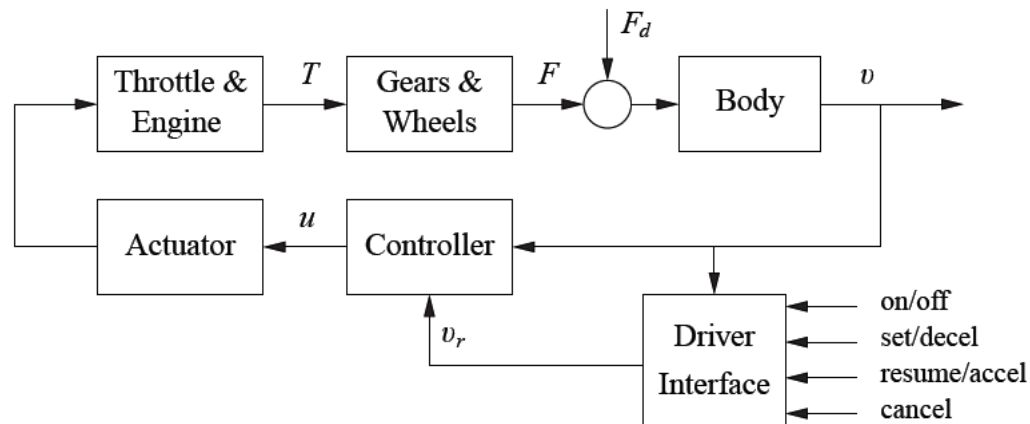 F_d
Throttle &
Engine
T
Gears &
Wheels
F
Body
v
Actuator
u
Controller
v_r
Driver
Interface
on/off
set/decel
resume/accel
cancel